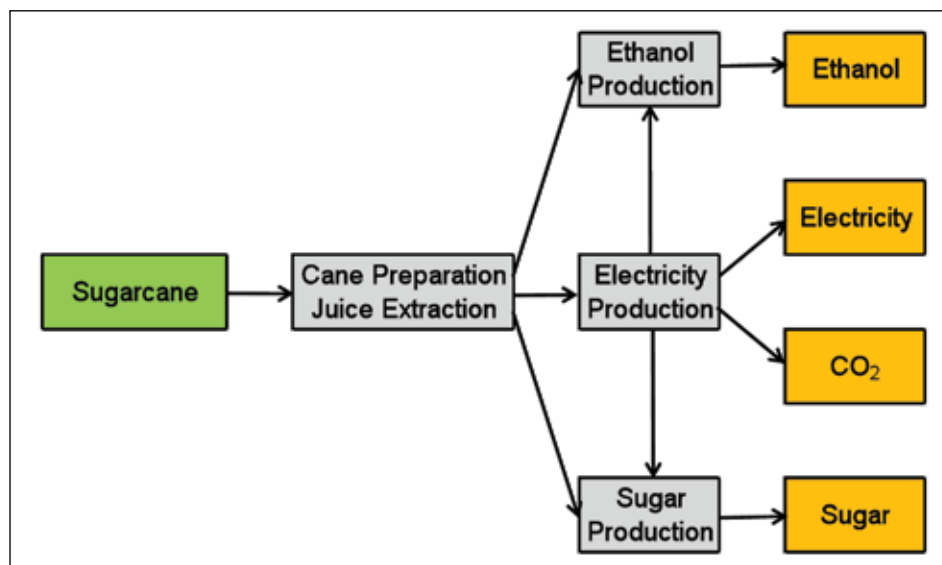 Ethanol
Production
Ethanol
Electricity
Sugarcane
Cane Preparation
Juice Extraction
Electricity
Production
CO₂
Sugar
Production
Sugar